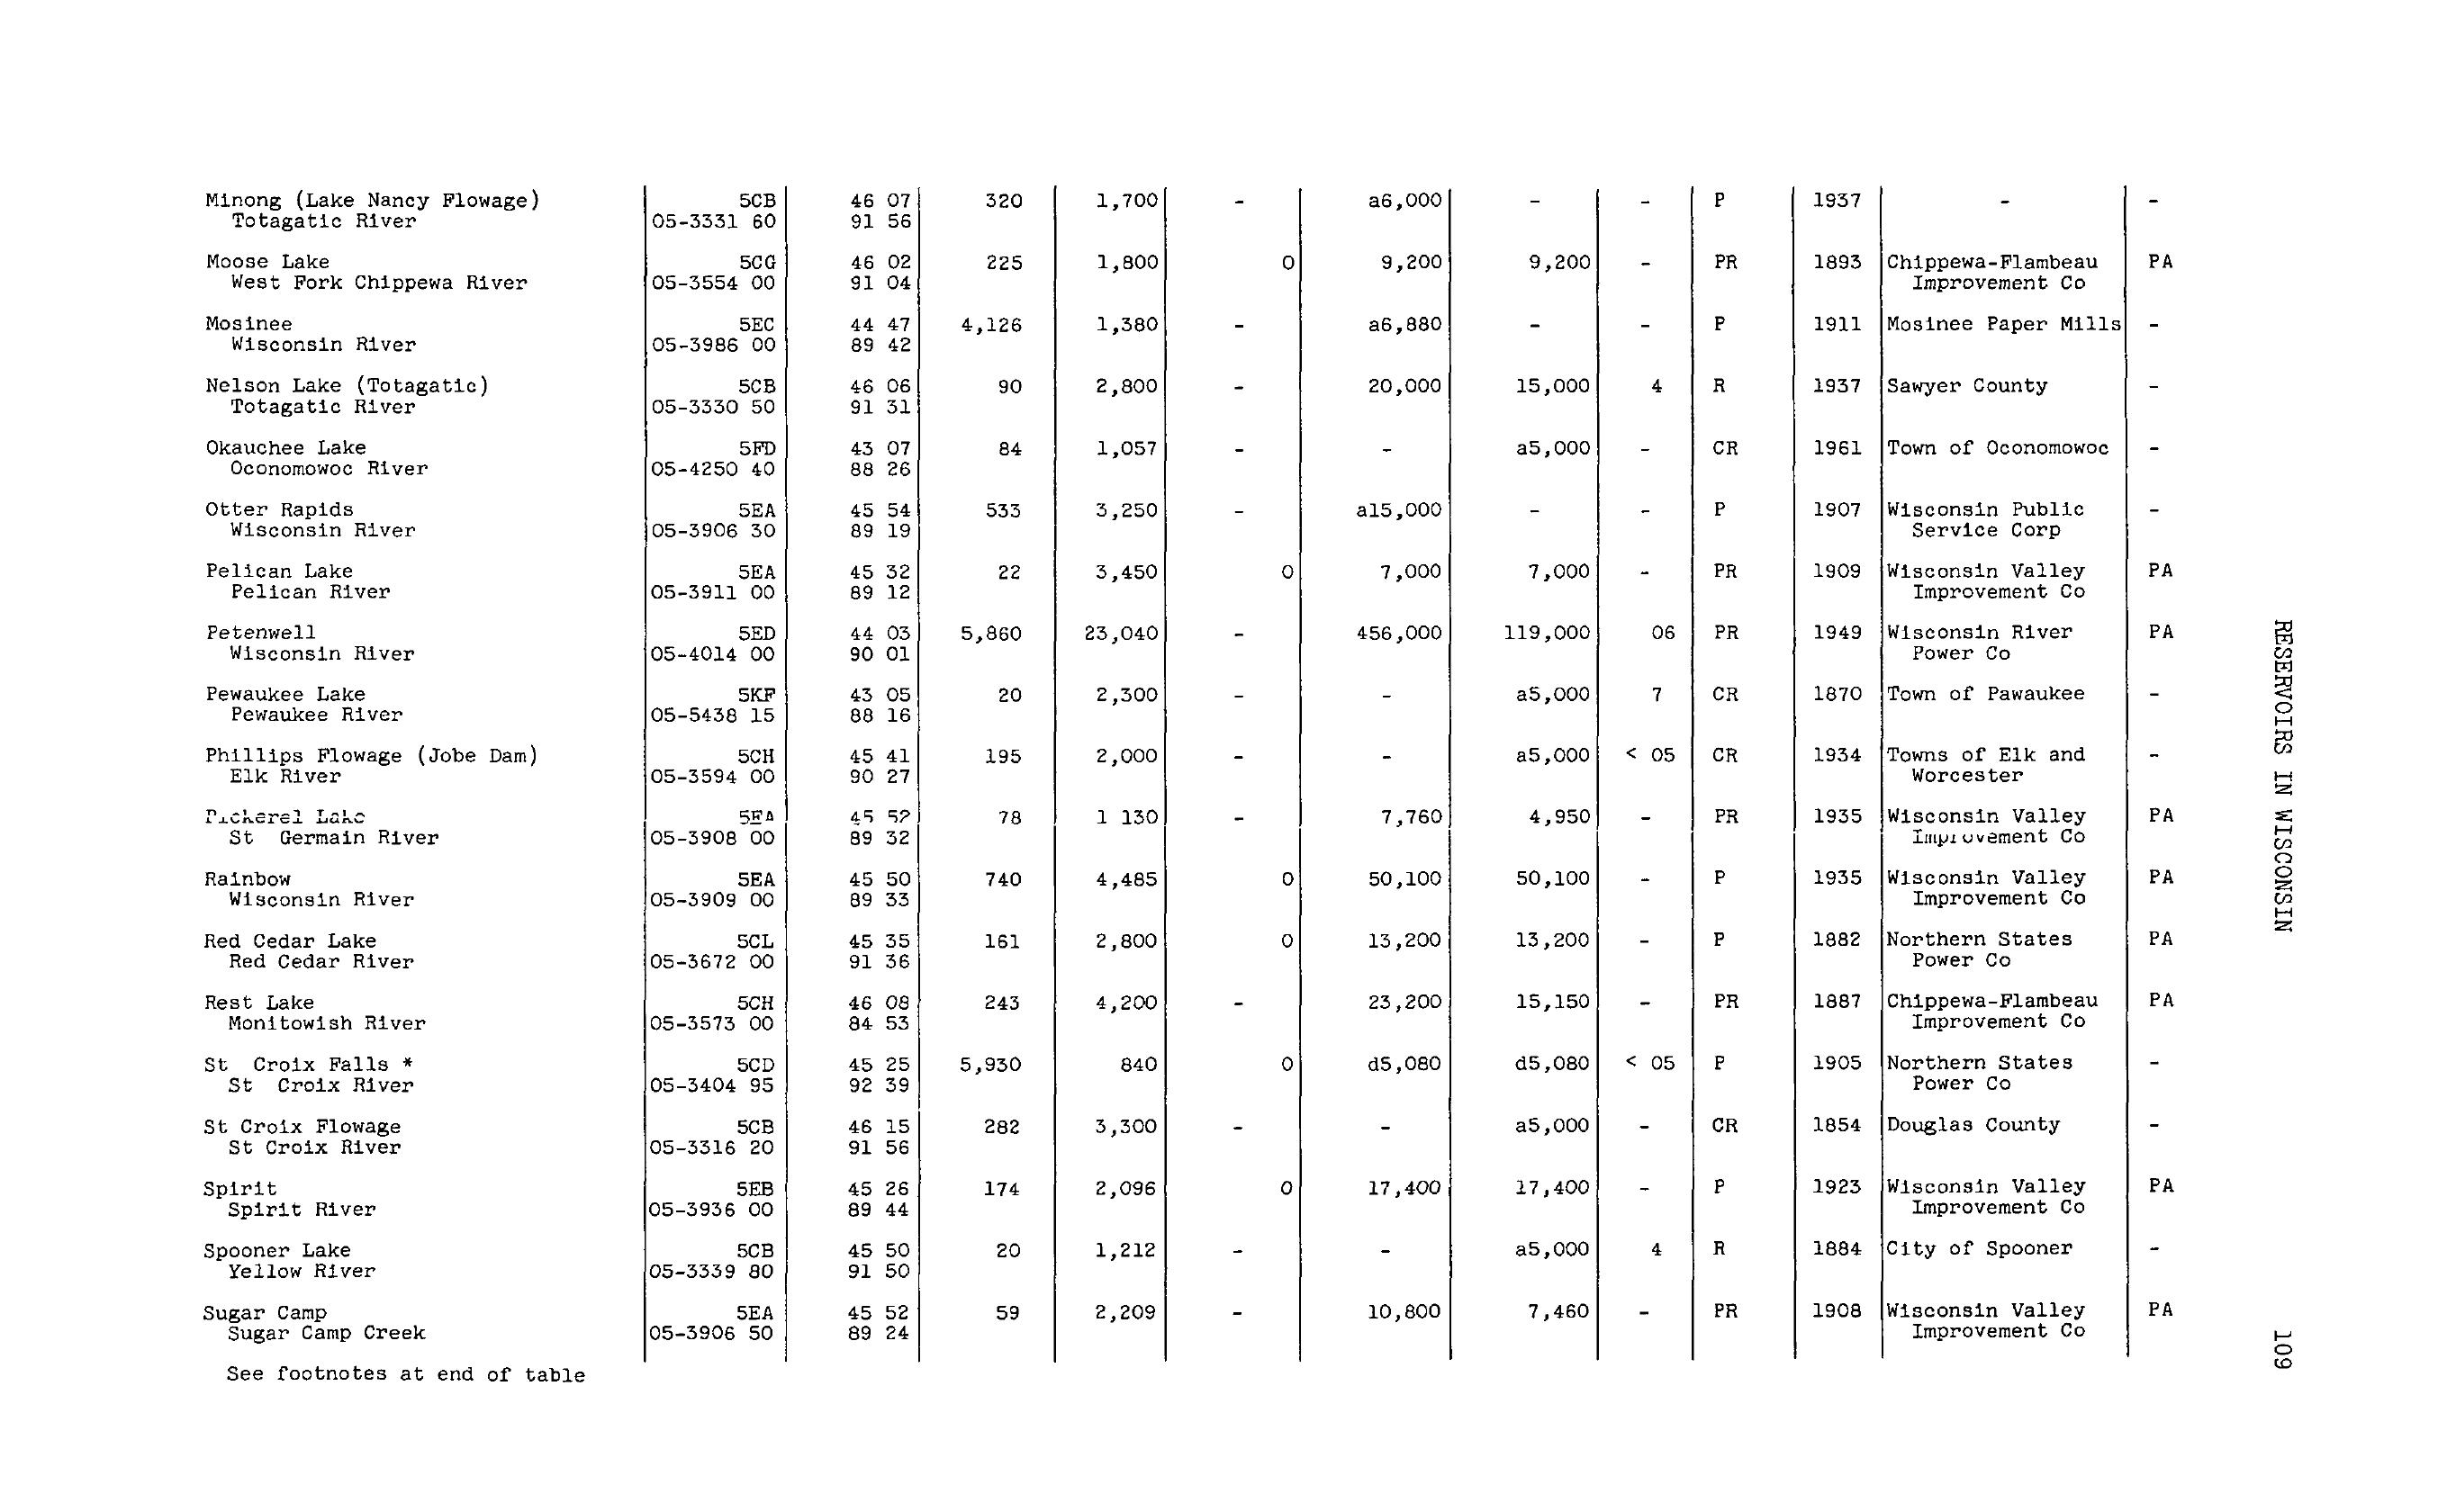 Minong (Lake Nancy Flowage) 5CB 46 07 320 1,700 - a6,000 - - P 1937 - -
Totagatic River 05-3331 60 91 56
Moose Lake 5CG 46 02 225 1,800 0 9,200 9,200 - PR 1893 Chippewa-Flambeau PA
West Fork Chippewa River 05-3554 00 91 04 Improvement Co
Mosinee 5EC 44 47 4,126 1,380 - a6,880 - - P 1911 Mosinee Paper Mills -
Wisconsin River 05-3986 00 89 42
Nelson Lake (Totagatic) 5CB 46 06 90 2,800 - 20,000 15,000 4 R 1937 Sawyer County -
Totagatic River 05-3330 50 91 31
Okauchee Lake 5FD 43 07 84 1,057 - - a5,000 - CR 1961 Town of Oconomowoc -
Oconomowoc River 05-4250 40 88 26
Otter Rapids 5EA 45 54 533 3,250 - a15,000 - - P 1907 Wisconsin Public -
Wisconsin River 05-3906 30 89 19 Service Corp
Pelican Lake 5EA 45 32 22 3,450 0 7,000 7,000 - PR 1909 Wisconsin Valley PA
Pelican River 05-3911 00 89 12 Improvement Co
Petenwell 5ED 44 03 5,860 23,040 - 456,000 119,000 06 PR 1949 Wisconsin River PA
Wisconsin River 05-4014 00 90 01 Power Co
Pewaukee Lake 5KF 43 05 20 2,300 - - a5,000 7 CR 1870 Town of Pawaukee -
Pewaukee River 05-5438 15 88 16
Phillips Flowage (Jobe Dam) 5CH 45 41 195 2,000 - - a5,000 < 05 CR 1934 Towns of Elk and -
Elk River 05-3594 00 90 27 Worcester
Pickerel Lake 5EA 45 52 78 1 130 - 7,760 4,950 - PR 1935 Wisconsin Valley PA
St Germain River 05-3908 00 89 32 Improvement Co
Rainbow 5EA 45 50 740 4,485 0 50,100 50,100 - P 1935 Wisconsin Valley PA
Wisconsin River 05-3909 00 89 33 Improvement Co
Red Cedar Lake 5CL 45 35 161 2,800 0 13,200 13,200 - P 1882 Northern States PA
Red Cedar River 05-3672 00 91 36 Power Co
Rest Lake 5CH 46 08 243 4,200 - 23,200 15,150 - PR 1887 Chippewa-Flambeau PA
Monitowish River 05-3573 00 84 53 Improvement Co
St Croix Falls * 5CD 45 25 5,930 840 0 d5,080 d5,080 < 05 P 1905 Northern States -
St Croix River 05-3404 95 92 39 Power Co
St Croix Flowage 5CB 46 15 282 3,300 - - a5,000 - CR 1854 Douglas County -
St Croix River 05-3316 20 91 56
Spirit 5EB 45 26 174 2,096 0 17,400 17,400 - P 1923 Wisconsin Valley PA
Spirit River 05-3936 00 89 44 Improvement Co
Spooner Lake 5CB 45 50 20 1,212 - - a5,000 4 R 1884 City of Spooner -
Yellow River 05-3339 80 91 50
Sugar Camp 5EA 45 52 59 2,209 - 10,800 7,460 - PR 1908 Wisconsin Valley PA
Sugar Camp Creek 05-3906 50 89 24 Improvement Co
See footnotes at end of table
RESERVOIRS IN WISCONSIN
109